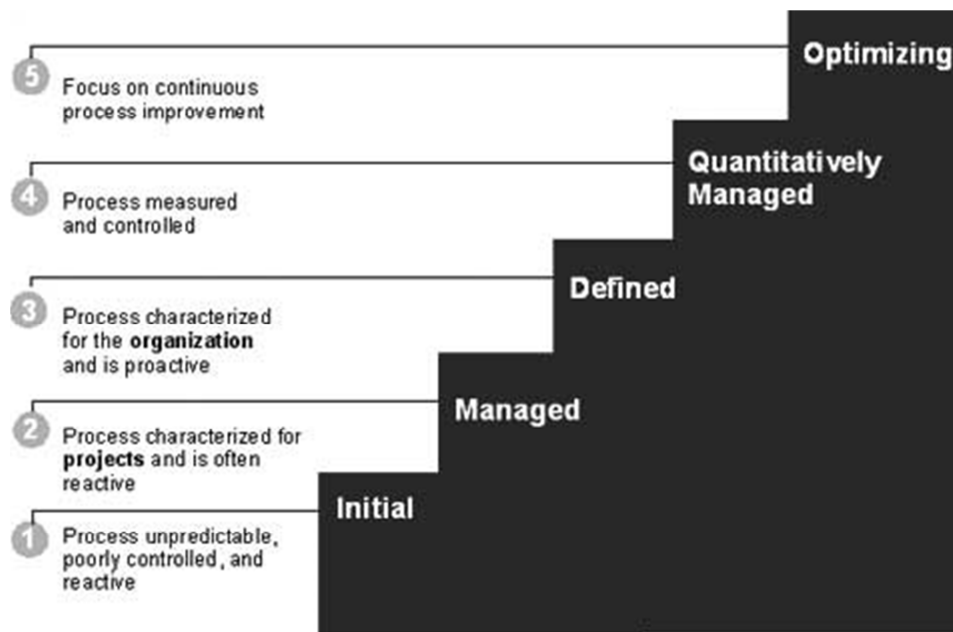 5
Optimizing
Focus on continuous
process improvement
4
Quantitatively
Managed
Process measured
and controlled
3
Defined
Process characterized
for the organization
and is proactive
2
Managed
Process characterized for
projects and is often
reactive
1
Initial
Process unpredictable,
poorly controlled, and
reactive